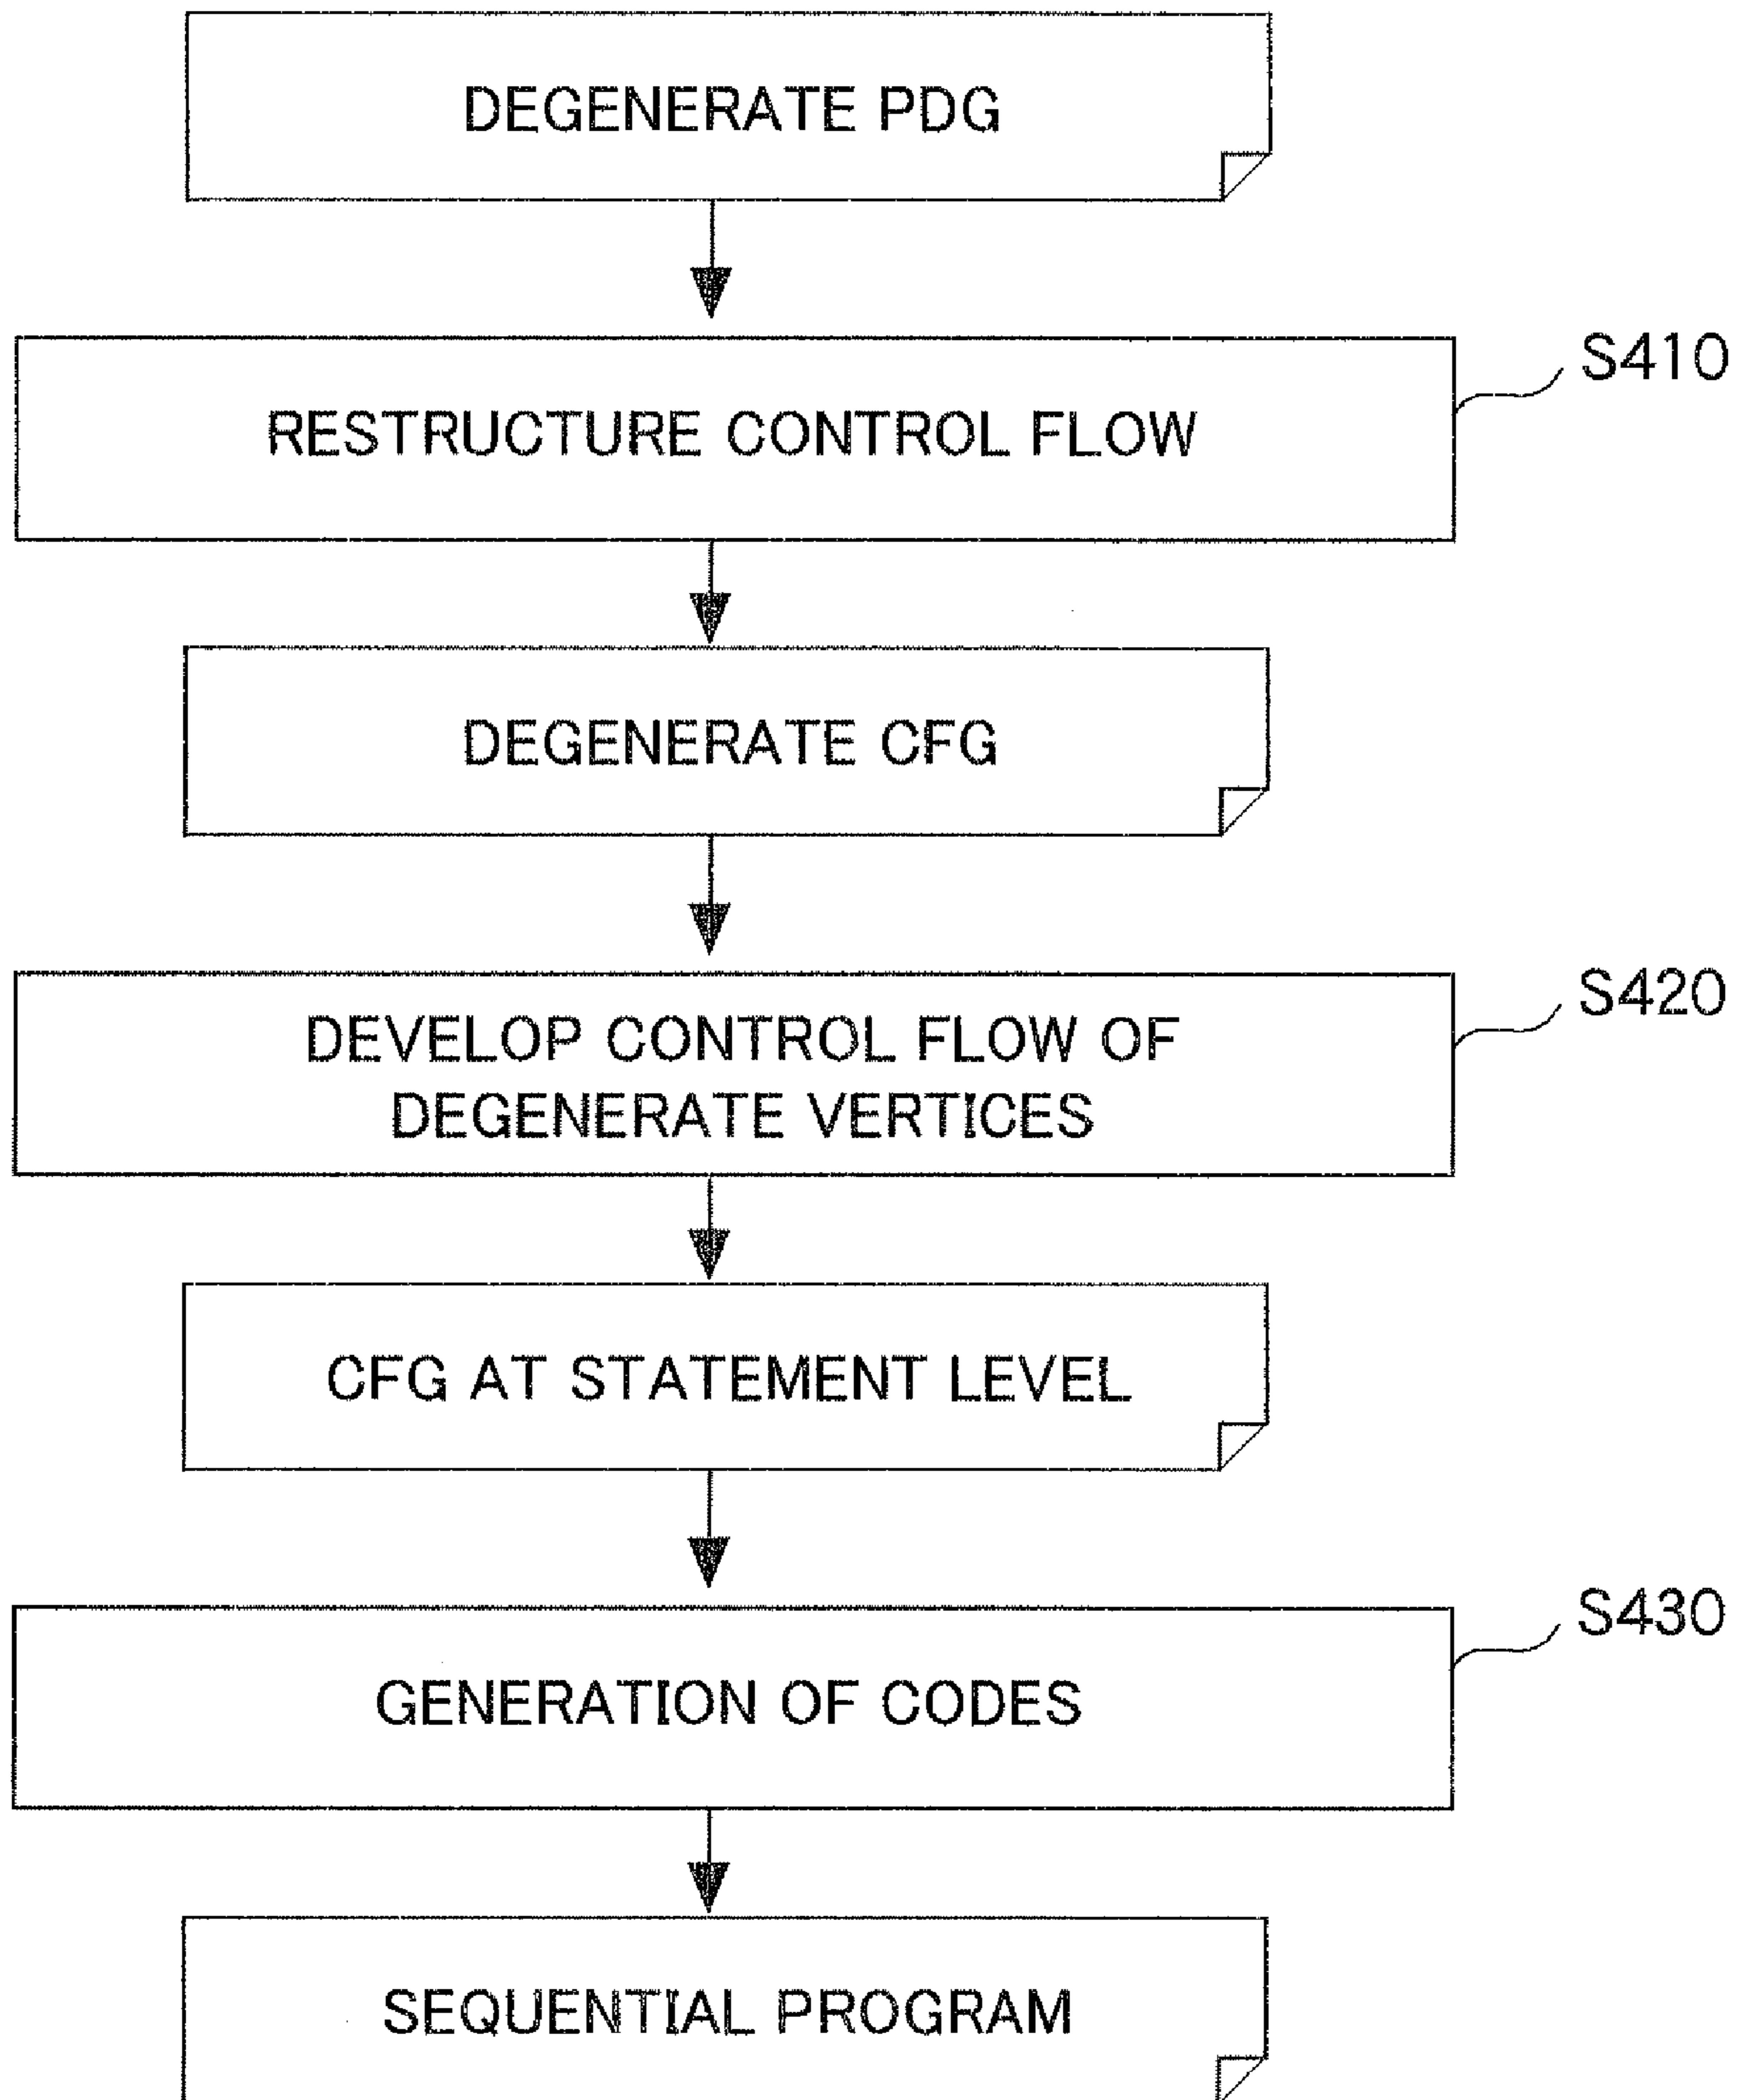 DEGENERATE PDG
S410
RESTRUCTURE CONTROL FLOW
DEGENERATE CFG
S420
DEVELOP CONTROL FLOW OF
DEGENERATE VERTICES
CFG AT STATEMENT LEVEL
S430
GENERATION OF CODES
SEQUENTIAL PROGRAM